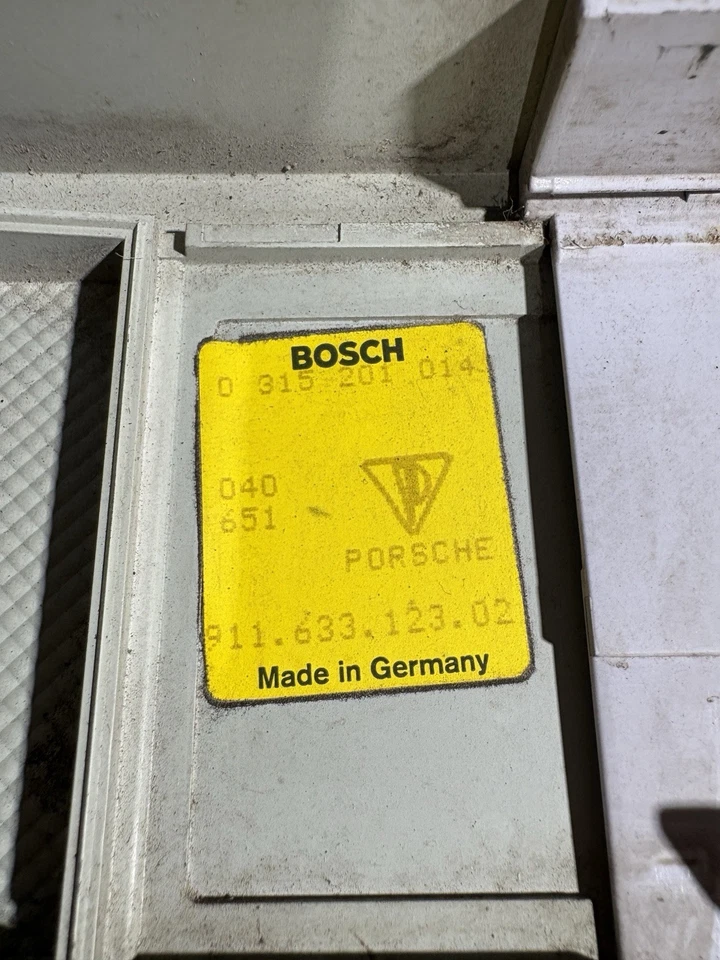 BOSCH
0 315 201 014
040
651
PORSCHE
911.633.123.02
Made in Germany